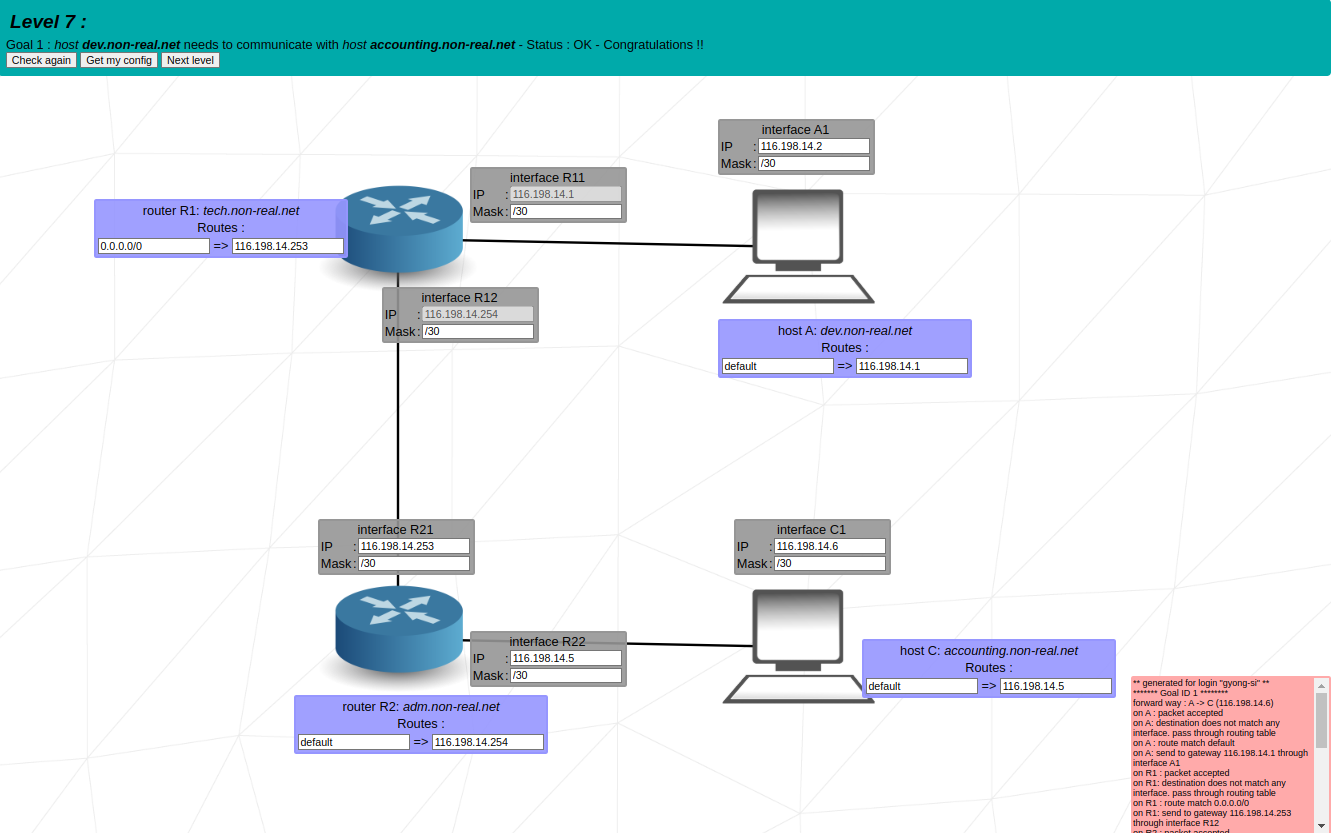 Level 7 :
Goal 1 : host dev.non-real.net needs to communicate with host accounting.non-real.net - Status : OK - Congratulations !!
Check again Get my config Next level
interface A1
IP : 116.198.14.2
Mask : /30
interface R11
IP : 116.198.14.1
Mask : /30
router R1: tech.non-real.net
Routes :
0.0.0.0/0 => 116.198.14.253
interface R12
IP : 116.198.14.254
Mask : /30
host A: dev.non-real.net
Routes :
default => 116.198.14.1
interface R21
IP : 116.198.14.253
Mask : /30
interface C1
IP : 116.198.14.6
Mask : /30
interface R22
IP : 116.198.14.5
Mask : /30
host C: accounting.non-real.net
Routes :
default => 116.198.14.5
router R2: adm.non-real.net
Routes :
default => 116.198.14.254
** generated for login "gyong-si" **
******* Goal ID 1 ********
forward way : A -> C (116.198.14.6)
on A : packet accepted
on A: destination does not match any
interface. pass through routing table
on A : route match default
on A: send to gateway 116.198.14.1 through
interface A1
on R1 : packet accepted
on R1: destination does not match any
interface. pass through routing table
on R1 : route match 0.0.0.0/0
on R1: send to gateway 116.198.14.253
through interface R12
on R2 : packet accepted